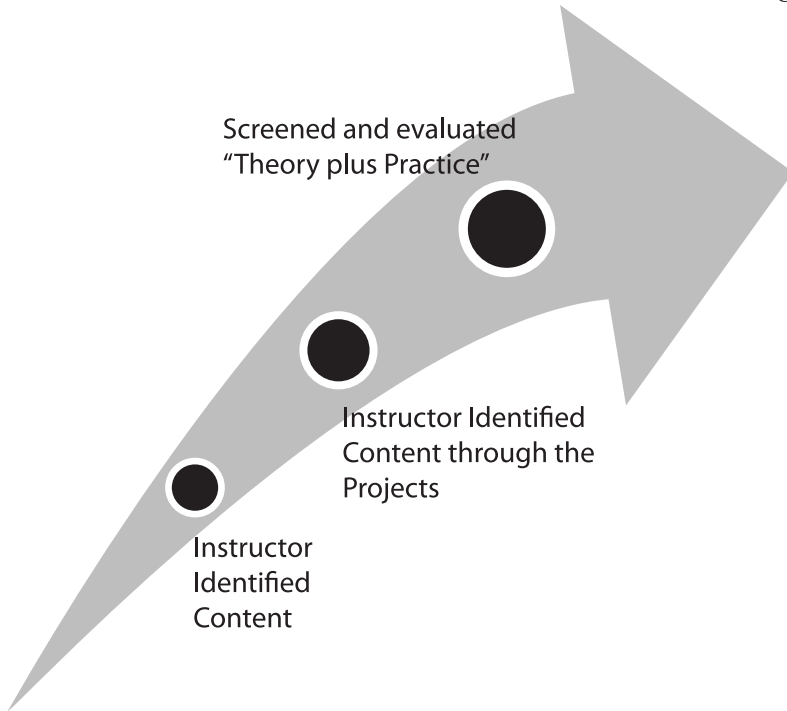 Screened and evaluated
“Theory plus Practice”
Instructor Identified
Content through the
Projects
Instructor
Identified
Content